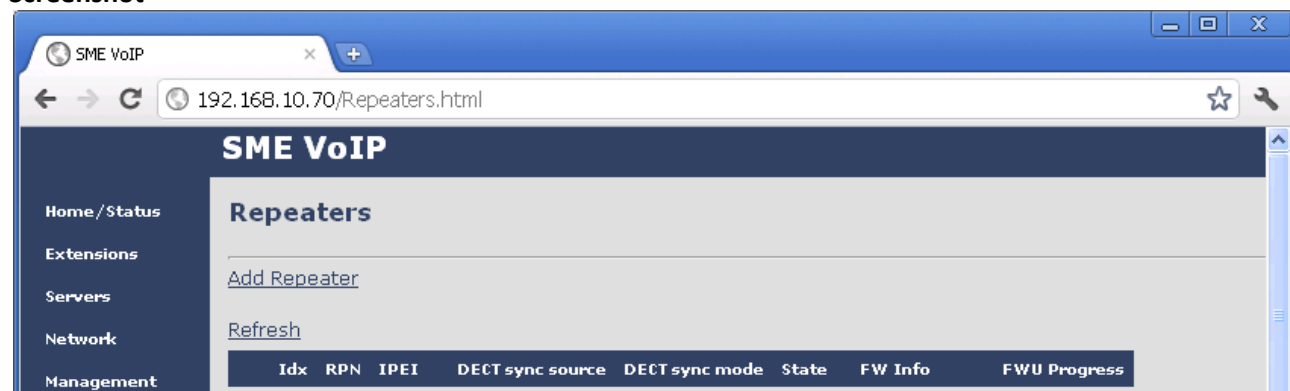 Screenshot
SME VoIP
192.168.10.70/Repeaters.html
SME VoIP
Home/Status
Extensions
Servers
Network
Management
Repeaters
Add Repeater
Refresh
Idx RPN IPEI DECT sync source DECT sync mode State FW Info FWU Progress